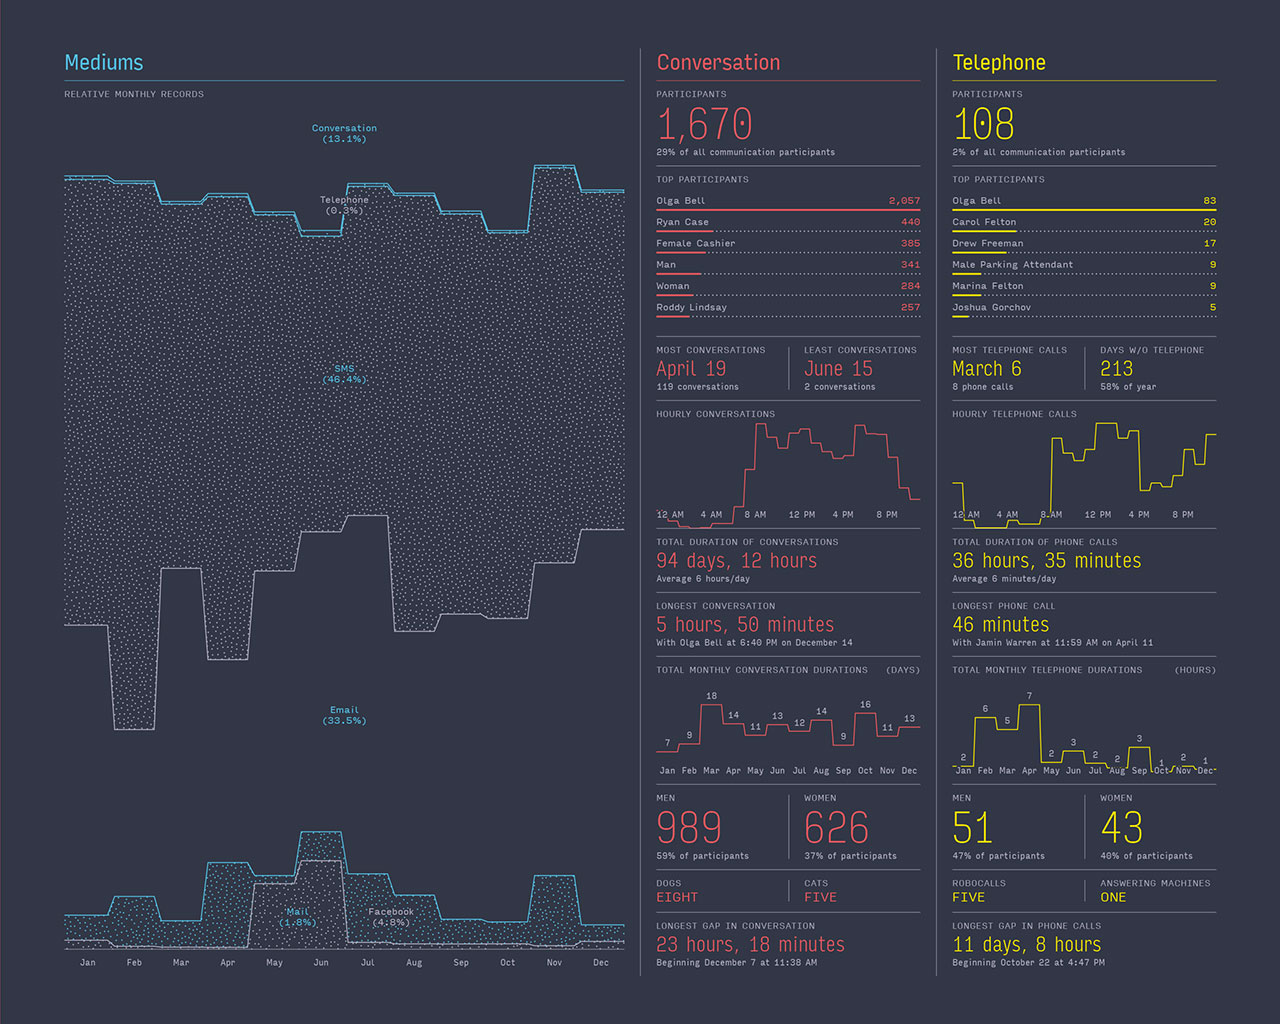 Mediums
RELATIVE MONTHLY RECORDS
Conversation
(13.1%)
Telephone
(0.3%)
SMS
(46.4%)
Email
(33.5%)
Mail
(1.8%)
Facebook
(4.8%)
Jan Feb Mar Apr May Jun Jul Aug Sep Oct Nov Dec
Conversation
PARTICIPANTS
1,670
29% of all communication participants
TOP PARTICIPANTS
Olga Bell 2,057
Ryan Case 440
Female Cashier 385
Man 341
Woman 284
Roddy Lindsay 257
MOST CONVERSATIONS
April 19
119 conversations
LEAST CONVERSATIONS
June 15
2 conversations
HOURLY CONVERSATIONS
12 AM 4 AM 8 AM 12 PM 4 PM 8 PM
TOTAL DURATION OF CONVERSATIONS
94 days, 12 hours
Average 6 hours/day
LONGEST CONVERSATION
5 hours, 50 minutes
With Olga Bell at 6:40 PM on December 14
TOTAL MONTHLY CONVERSATION DURATIONS (DAYS)
7 9 18 14 11 13 12 14 9 16 11 13
Jan Feb Mar Apr May Jun Jul Aug Sep Oct Nov Dec
MEN
989
59% of participants
WOMEN
626
37% of participants
DOGS
EIGHT
CATS
FIVE
LONGEST GAP IN CONVERSATION
23 hours, 18 minutes
Beginning December 7 at 11:38 AM
Telephone
PARTICIPANTS
108
2% of all communication participants
TOP PARTICIPANTS
Olga Bell 83
Carol Felton 20
Drew Freeman 17
Male Parking Attendant 9
Marina Felton 9
Joshua Gorchov 5
MOST TELEPHONE CALLS
March 6
8 phone calls
DAYS W/O TELEPHONE
213
58% of year
HOURLY TELEPHONE CALLS
12 AM 4 AM 8 AM 12 PM 4 PM 8 PM
TOTAL DURATION OF PHONE CALLS
36 hours, 35 minutes
Average 6 minutes/day
LONGEST PHONE CALL
46 minutes
With Jamin Warren at 11:59 AM on April 11
TOTAL MONTHLY TELEPHONE DURATIONS (HOURS)
2 6 5 7 2 3 2 2 3 1 2 1
Jan Feb Mar Apr May Jun Jul Aug Sep Oct Nov Dec
MEN
51
47% of participants
WOMEN
43
40% of participants
ROBOCALLS
FIVE
ANSWERING MACHINES
ONE
LONGEST GAP IN PHONE CALLS
11 days, 8 hours
Beginning October 22 at 4:47 PM